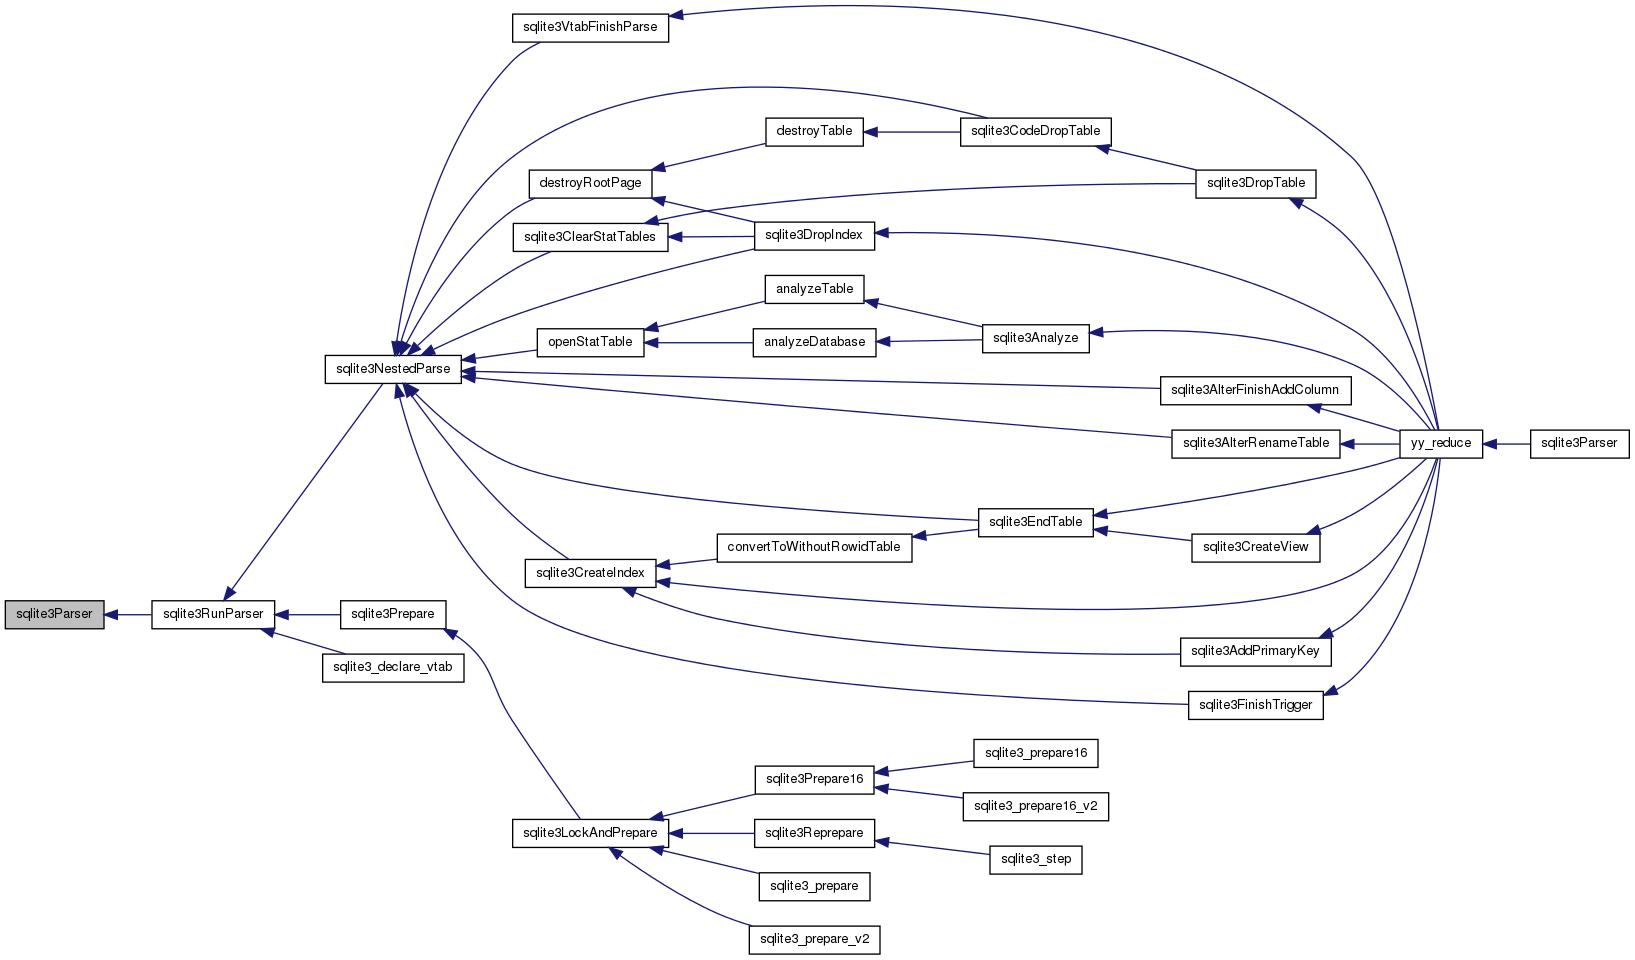 sqlite3VtabFinishParse
destroyTable
sqlite3CodeDropTable
destroyRootPage
sqlite3DropTable
sqlite3ClearStatTables
sqlite3DropIndex
analyzeTable
openStatTable
analyzeDatabase
sqlite3Analyze
sqlite3NestedParse
sqlite3AlterFinishAddColumn
sqlite3AlterRenameTable
yy_reduce
sqlite3Parser
sqlite3EndTable
convertToWithoutRowidTable
sqlite3CreateView
sqlite3CreateIndex
sqlite3Parser
sqlite3RunParser
sqlite3Prepare
sqlite3AddPrimaryKey
sqlite3_declare_vtab
sqlite3FinishTrigger
sqlite3_prepare16
sqlite3Prepare16
sqlite3_prepare16_v2
sqlite3LockAndPrepare
sqlite3Reprepare
sqlite3_step
sqlite3_prepare
sqlite3_prepare_v2